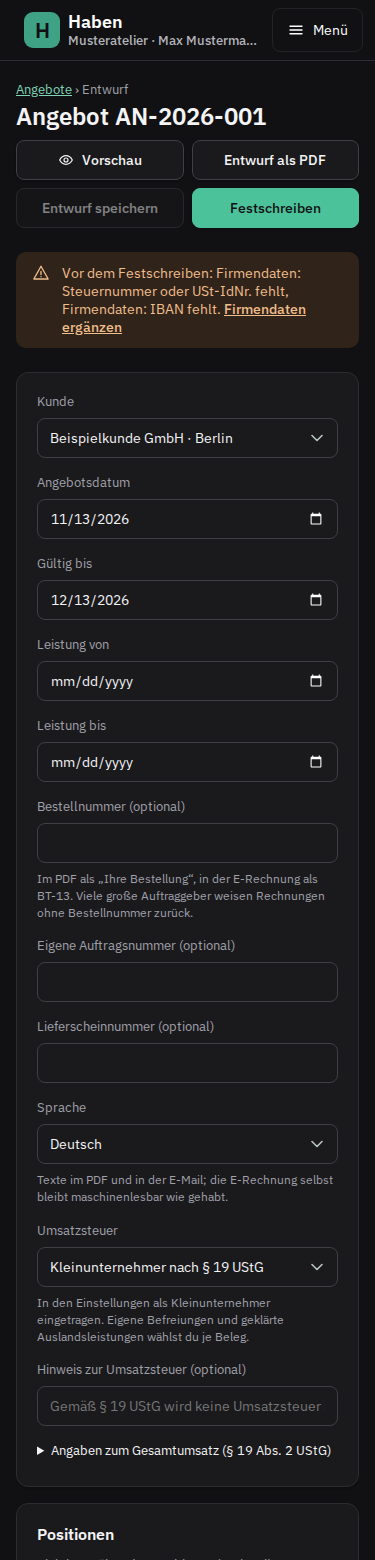 H Haben
Musteratelier · Max Musterma…
Menü
Angebote › Entwurf
Angebot AN-2026-001
Vorschau
Entwurf als PDF
Entwurf speichern
Festschreiben
Vor dem Festschreiben: Firmendaten:
Steuernummer oder USt-IdNr. fehlt,
Firmendaten: IBAN fehlt. Firmendaten
ergänzen
Kunde
Beispielkunde GmbH · Berlin
Angebotsdatum
11/13/2026
Gültig bis
12/13/2026
Leistung von
mm/dd/yyyy
Leistung bis
mm/dd/yyyy
Bestellnummer (optional)
Im PDF als „Ihre Bestellung“, in der E-Rechnung als
BT-13. Viele große Auftraggeber weisen Rechnungen
ohne Bestellnummer zurück.
Eigene Auftragsnummer (optional)
Lieferscheinnummer (optional)
Sprache
Deutsch
Texte im PDF und in der E-Mail; die E-Rechnung selbst
bleibt maschinenlesbar wie gehabt.
Umsatzsteuer
Kleinunternehmer nach § 19 UStG
In den Einstellungen als Kleinunternehmer
eingetragen. Eigene Befreiungen und geklärte
Auslandsleistungen wählst du je Beleg.
Hinweis zur Umsatzsteuer (optional)
Gemäß § 19 UStG wird keine Umsatzsteuer
Angaben zum Gesamtumsatz (§ 19 Abs. 2 UStG)
Positionen